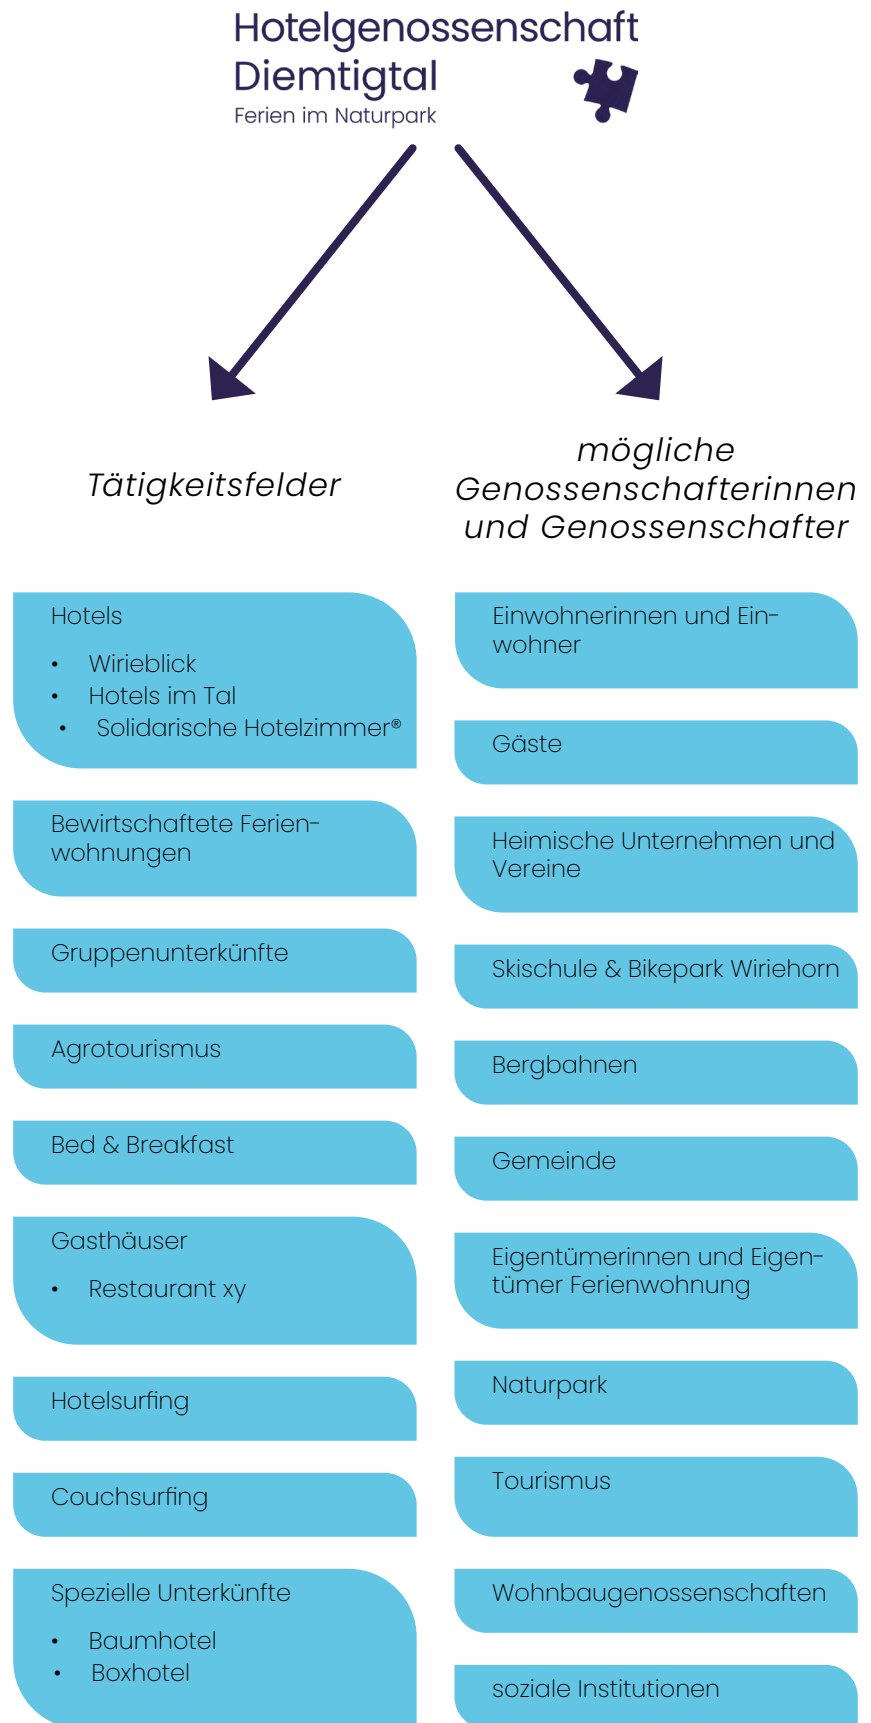 Hotelgenossenschaft
Diemtigtal
Ferien im Naturpark
Tätigkeitsfelder
Hotels
• Wirieblick
• Hotels im Tal
• Solidarische Hotelzimmer®
Bewirtschaftete Ferien-
wohnungen
Gruppenunterkünfte
Agrotourismus
Bed & Breakfast
Gasthäuser
• Restaurant xy
Hotelsurfing
Couchsurfing
Spezielle Unterkünfte
• Baumhotel
• Boxhotel
mögliche
Genossenschafterinnen
und Genossenschafter
Einwohnerinnen und Ein-
wohner
Gäste
Heimische Unternehmen und
Vereine
Skischule & Bikepark Wiriehorn
Bergbahnen
Gemeinde
Eigentümerinnen und Eigen-
tümer Ferienwohnung
Naturpark
Tourismus
Wohnbaugenossenschaften
soziale Institutionen